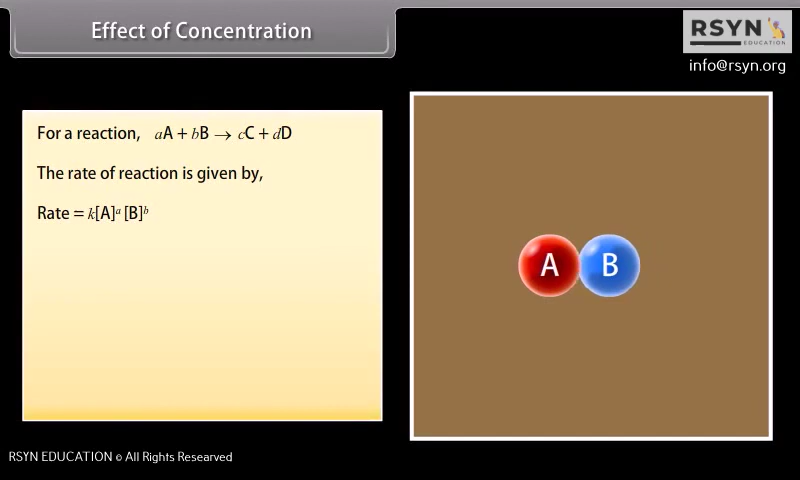 Effect of Concentration
RSYN
EDUCATION
info@rsyn.org
For a reaction, aA + bB → cC + dD
The rate of reaction is given by,
Rate = k[A]ᵃ [B]ᵇ
A B
RSYN EDUCATION © All Rights Researved